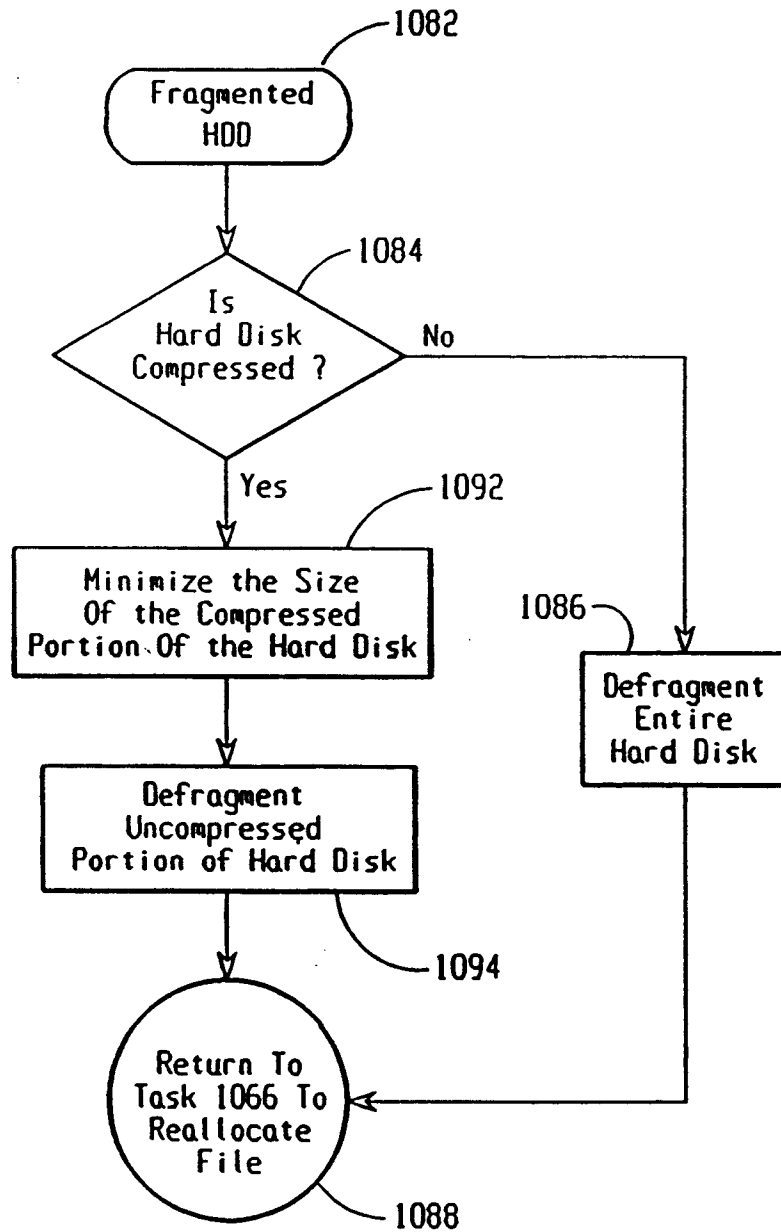 1082
Fragmented
HDD
1084
Is
Hard Disk
Compressed ?
No
Yes
1092
Minimize the Size
Of the Compressed
Portion Of the Hard Disk
1086
Defragment
Entire
Hard Disk
Defragment
Uncompressed
Portion of Hard Disk
1094
Return To
Task 1066 To
Reallocate
File
1088